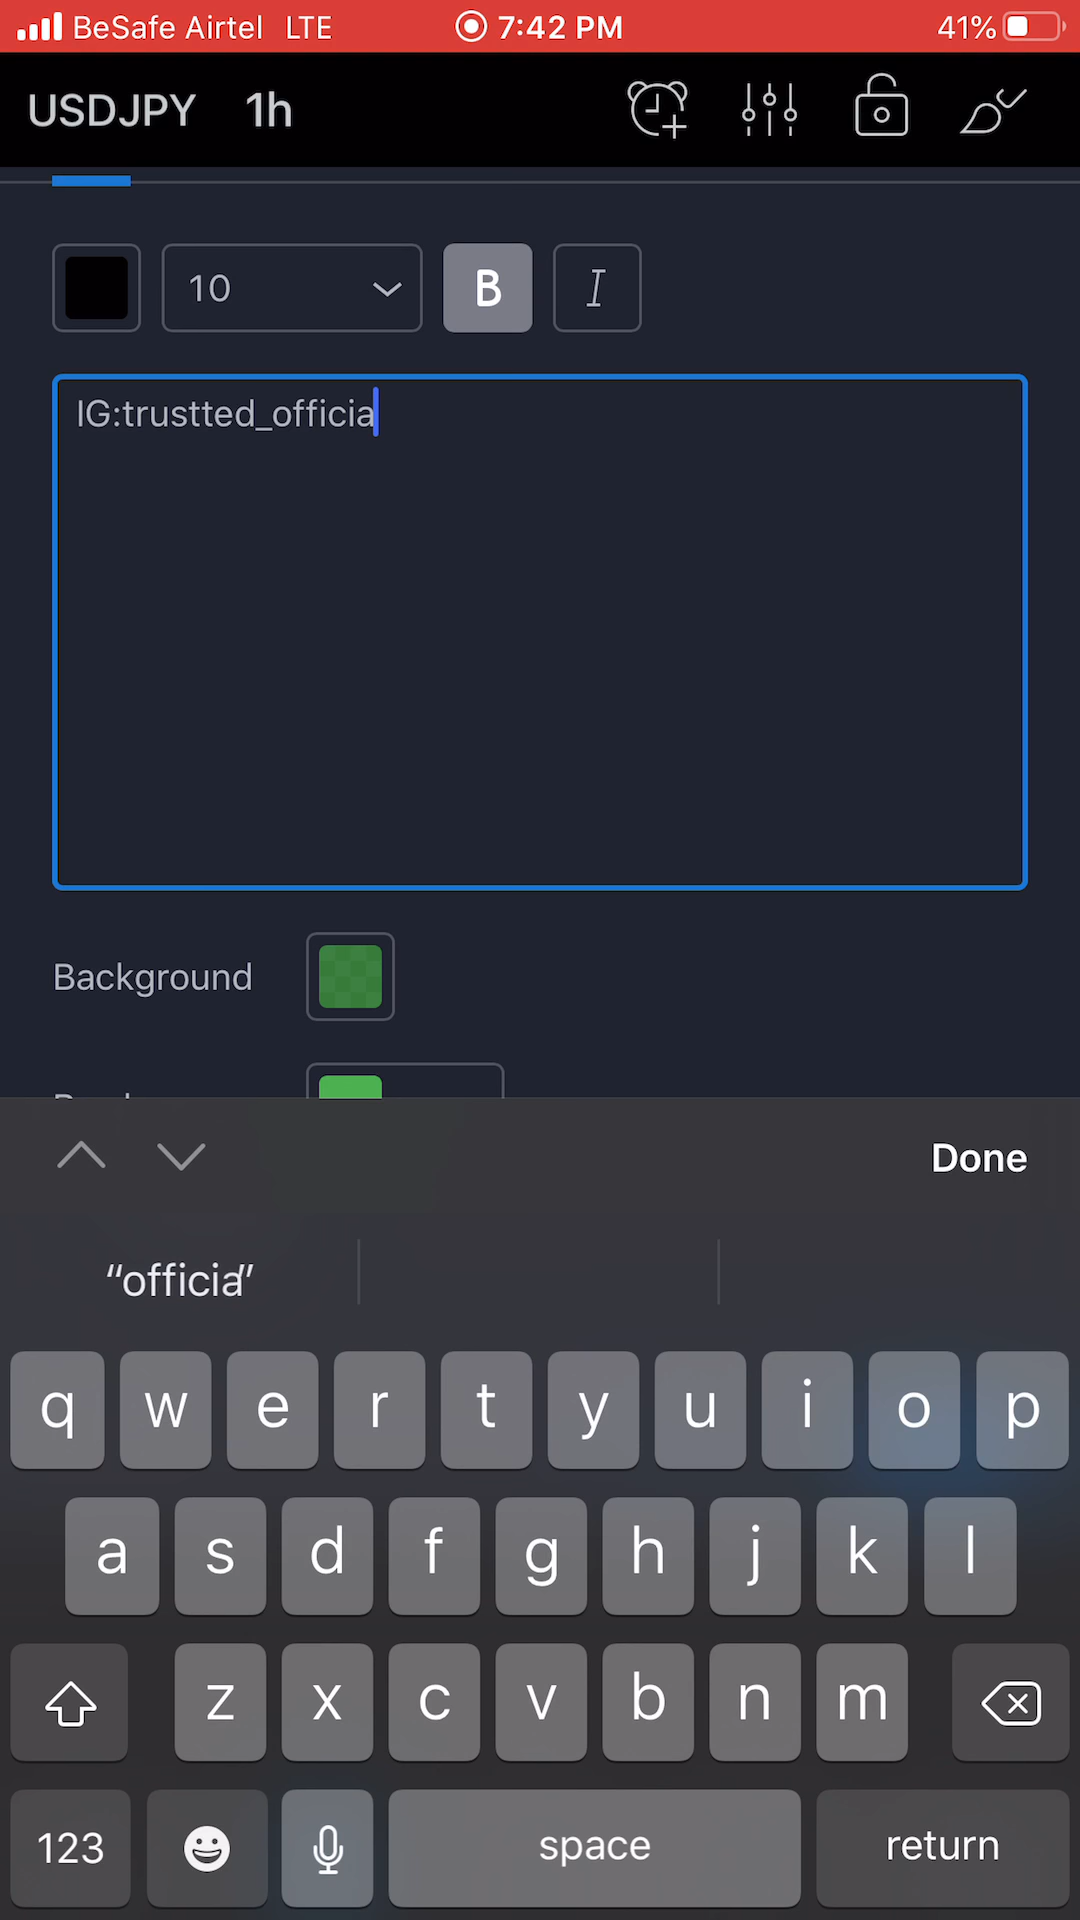 BeSafe Airtel LTE 7:42 PM 41%
USDJPY 1h
10 B I
IG:trustted_officia
Background
Done
“officia”
q w e r t y u i o p
a s d f g h j k l
z x c v b n m
123 space return